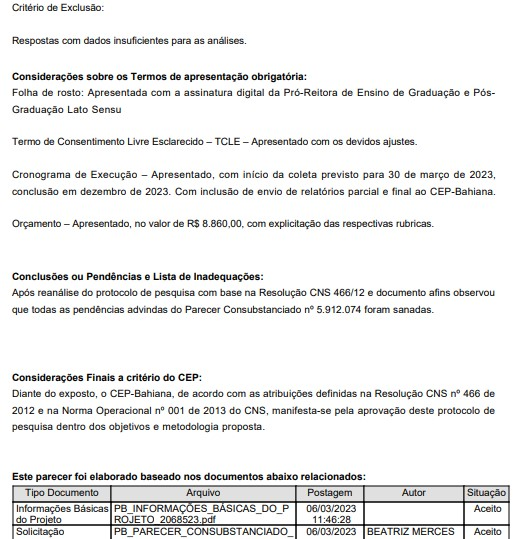 Critério de Exclusão:
Respostas com dados insuficientes para as análises.
Considerações sobre os Termos de apresentação obrigatória:
Folha de rosto: Apresentada com a assinatura digital da Pró-Reitora de Ensino de Graduação e Pós-
Graduação Lato Sensu
Termo de Consentimento Livre Esclarecido – TCLE – Apresentado com os devidos ajustes.
Cronograma de Execução – Apresentado, com início da coleta previsto para 30 de março de 2023,
conclusão em dezembro de 2023. Com inclusão de envio de relatórios parcial e final ao CEP-Bahiana.
Orçamento – Apresentado, no valor de R$ 8.860,00, com explicitação das respectivas rubricas.
Conclusões ou Pendências e Lista de Inadequações:
Após reanálise do protocolo de pesquisa com base na Resolução CNS 466/12 e documento afins observou
que todas as pendências advindas do Parecer Consubstanciado nº 5.912.074 foram sanadas.
Considerações Finais a critério do CEP:
Diante do exposto, o CEP-Bahiana, de acordo com as atribuições definidas na Resolução CNS nº 466 de
2012 e na Norma Operacional nº 001 de 2013 do CNS, manifesta-se pela aprovação deste protocolo de
pesquisa dentro dos objetivos e metodologia proposta.
Este parecer foi elaborado baseado nos documentos abaixo relacionados:
Tipo Documento Arquivo Postagem Autor Situação
Informações Básicas PB_INFORMAÇÕES_BÁSICAS_DO_P 06/03/2023 Aceito
do Projeto ROJETO_2068523.pdf 11:46:28
Solicitação PB_PARECER_CONSUBSTANCIADO_ 06/03/2023 BEATRIZ MERCES Aceito